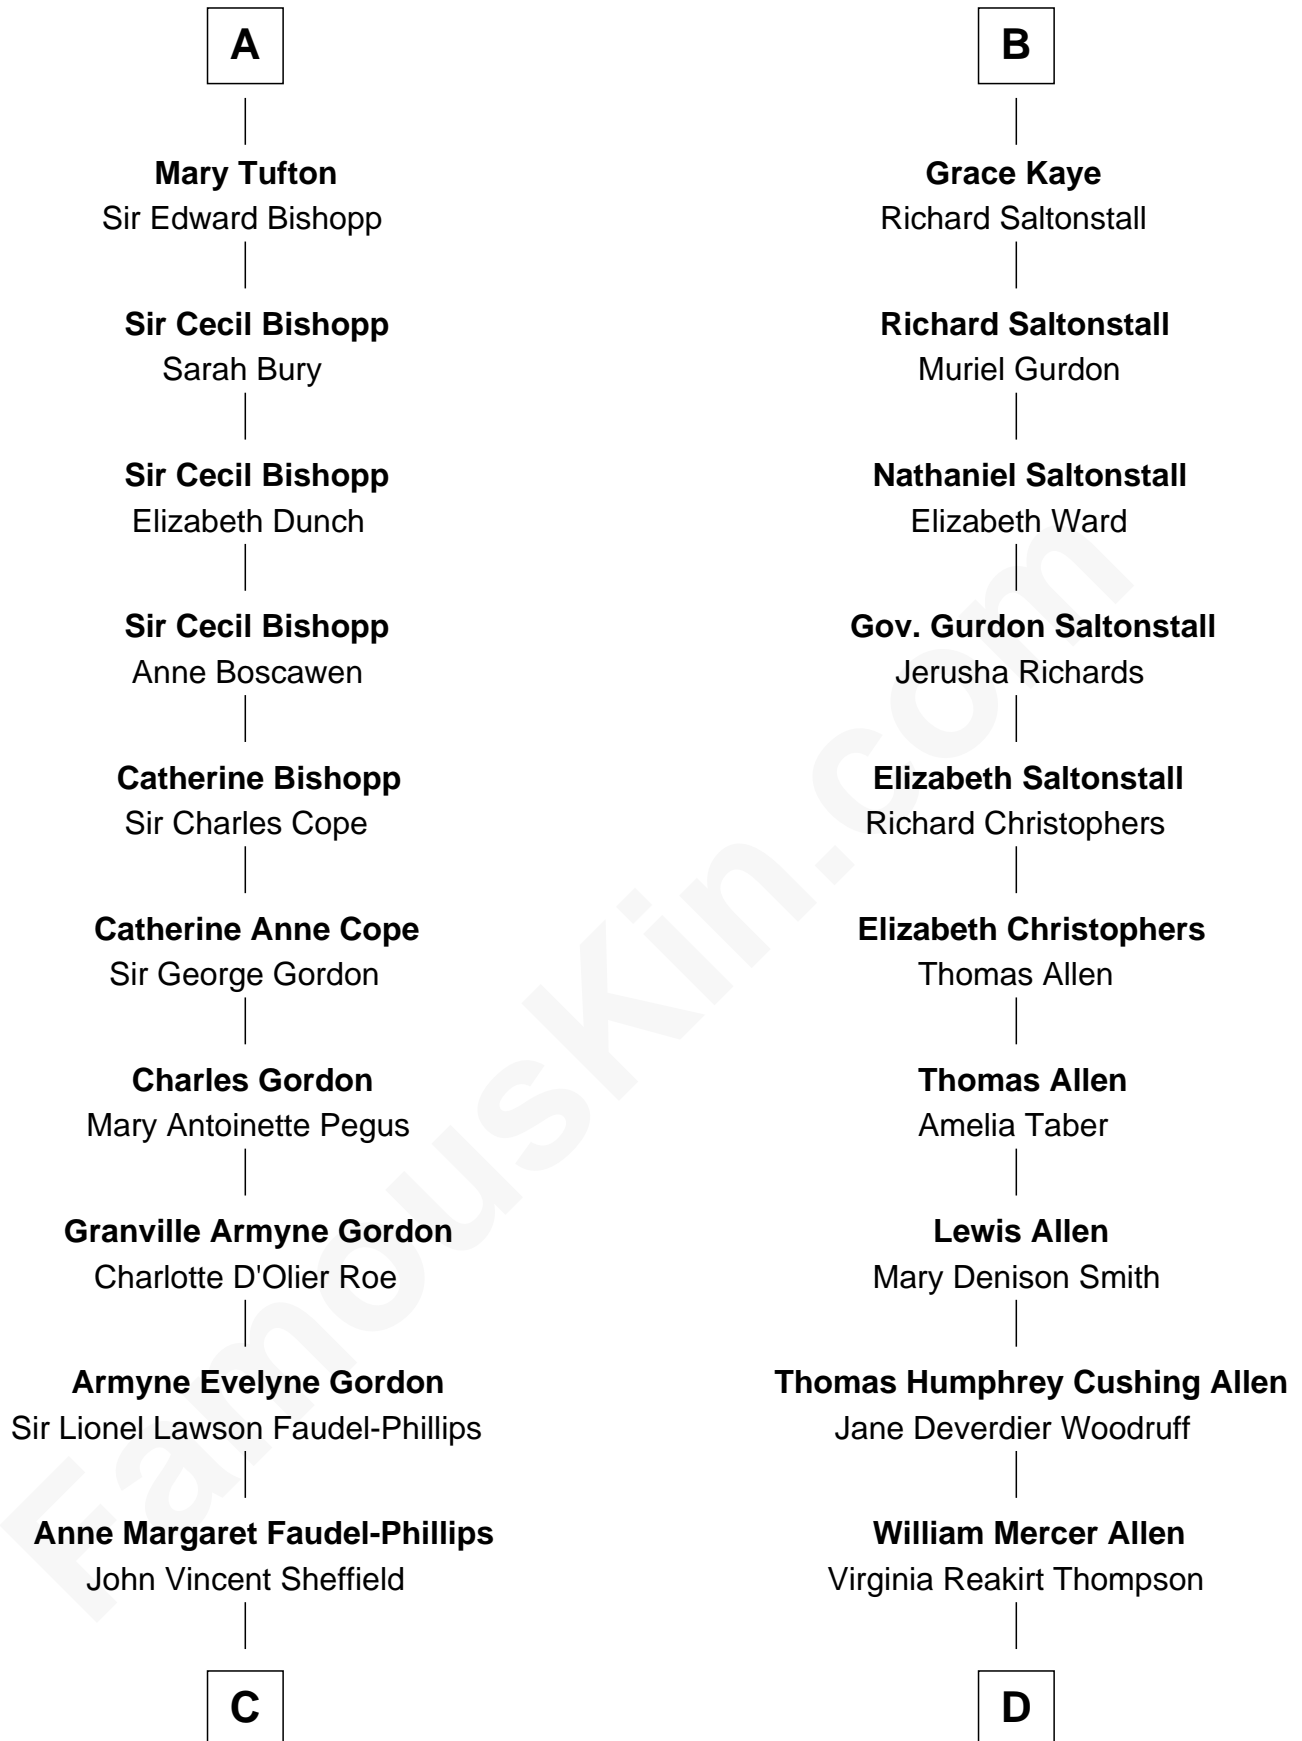 A
Mary Tufton
Sir Edward Bishopp
Sir Cecil Bishopp
Sarah Bury
Sir Cecil Bishopp
Elizabeth Dunch
Sir Cecil Bishopp
Anne Boscawen
Catherine Bishopp
Sir Charles Cope
Catherine Anne Cope
Sir George Gordon
Charles Gordon
Mary Antoinette Pegus
Granville Armyne Gordon
Charlotte D'Olier Roe
Armyne Evelyne Gordon
Sir Lionel Lawson Faudel-Phillips
Anne Margaret Faudel-Phillips
John Vincent Sheffield
C
B
Grace Kaye
Richard Saltonstall
Richard Saltonstall
Muriel Gurdon
Nathaniel Saltonstall
Elizabeth Ward
Gov. Gurdon Saltonstall
Jerusha Richards
Elizabeth Saltonstall
Richard Christophers
Elizabeth Christophers
Thomas Allen
Thomas Allen
Amelia Taber
Lewis Allen
Mary Denison Smith
Thomas Humphrey Cushing Allen
Jane Deverdier Woodruff
William Mercer Allen
Virginia Reakirt Thompson
D
FamousKin.com